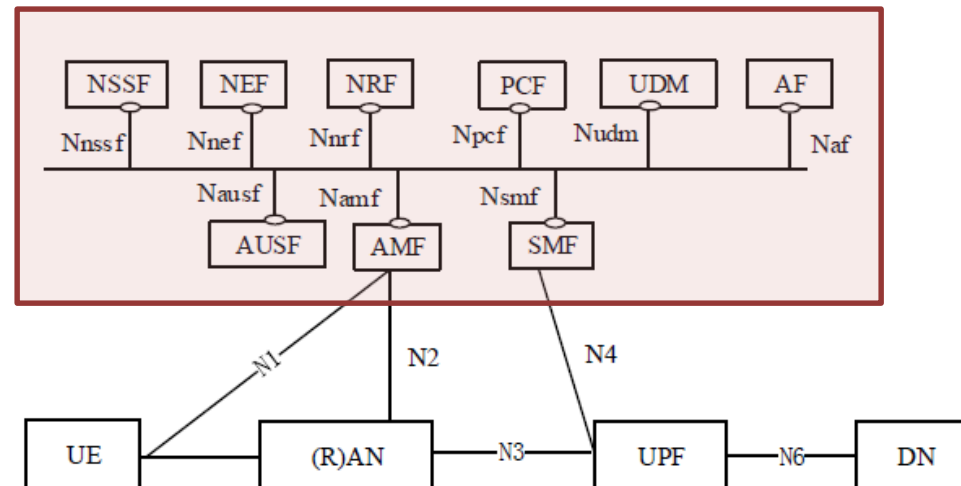 NSSF NEF NRF PCF UDM AF
Nnssf Nnef Nnrf Npcf Nudm Naf
Nausf Namf Nsmf
AUSF AMF SMF
N1 N2 N4
UE (R)AN N3 UPF N6 DN